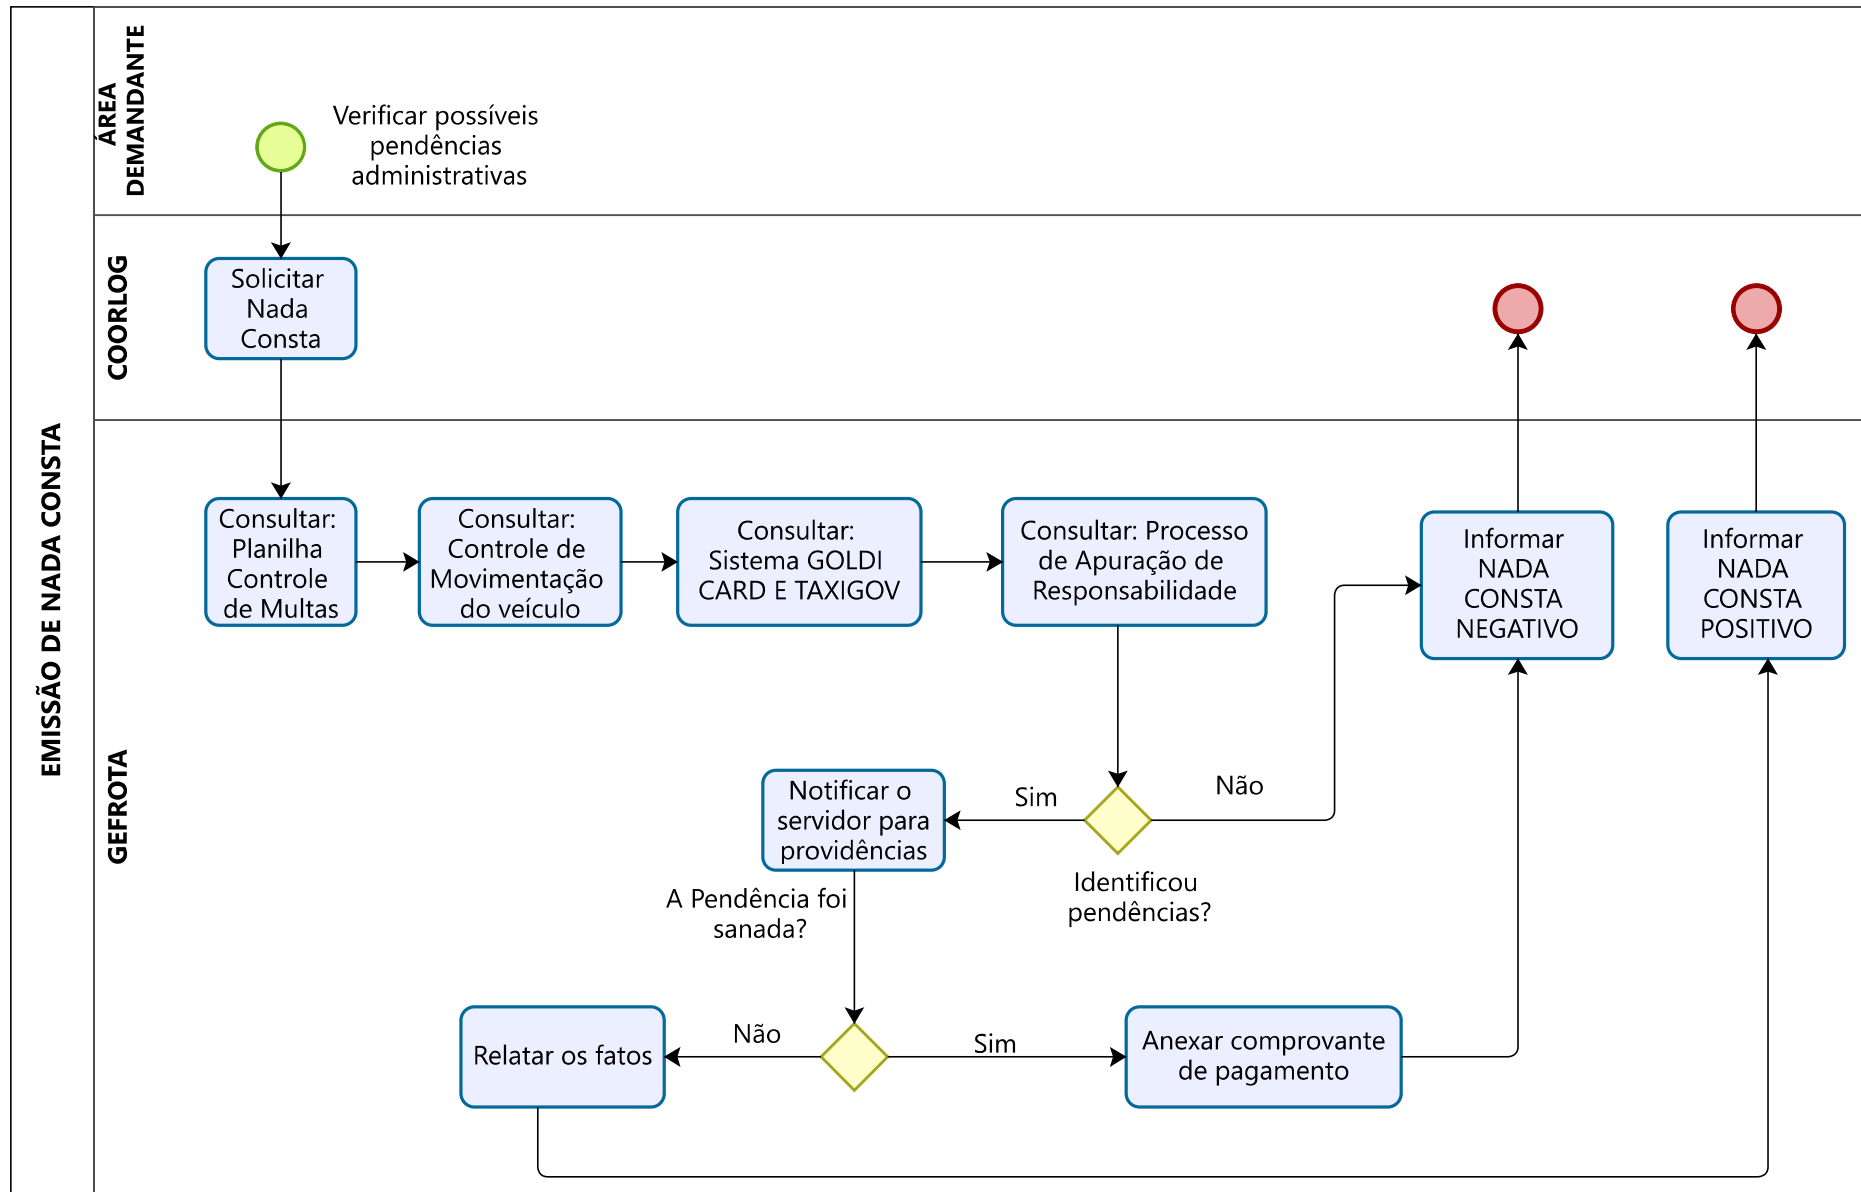 EMISSÃO DE NADA CONSTA
ÁREA
DEMANDANTE
Verificar possíveis
pendências
administrativas
COORLOG
Solicitar
Nada
Consta
GEFROTA
Consultar:
Planilha
Controle
de Multas
Consultar:
Controle de
Movimentação
do veículo
Consultar:
Sistema GOLDI
CARD E TAXIGOV
Consultar: Processo
de Apuração de
Responsabilidade
Informar
NADA
CONSTA
NEGATIVO
Informar
NADA
CONSTA
POSITIVO
Notificar o
servidor para
providências
Sim
Não
Identificou
pendências?
A Pendência foi
sanada?
Relatar os fatos
Não
Sim
Anexar comprovante
de pagamento